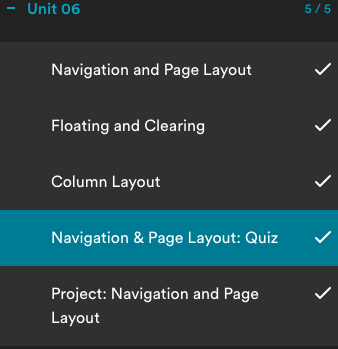 Unit 06
5 / 5
Navigation and Page Layout
Floating and Clearing
Column Layout
Navigation & Page Layout: Quiz
Project: Navigation and Page
Layout